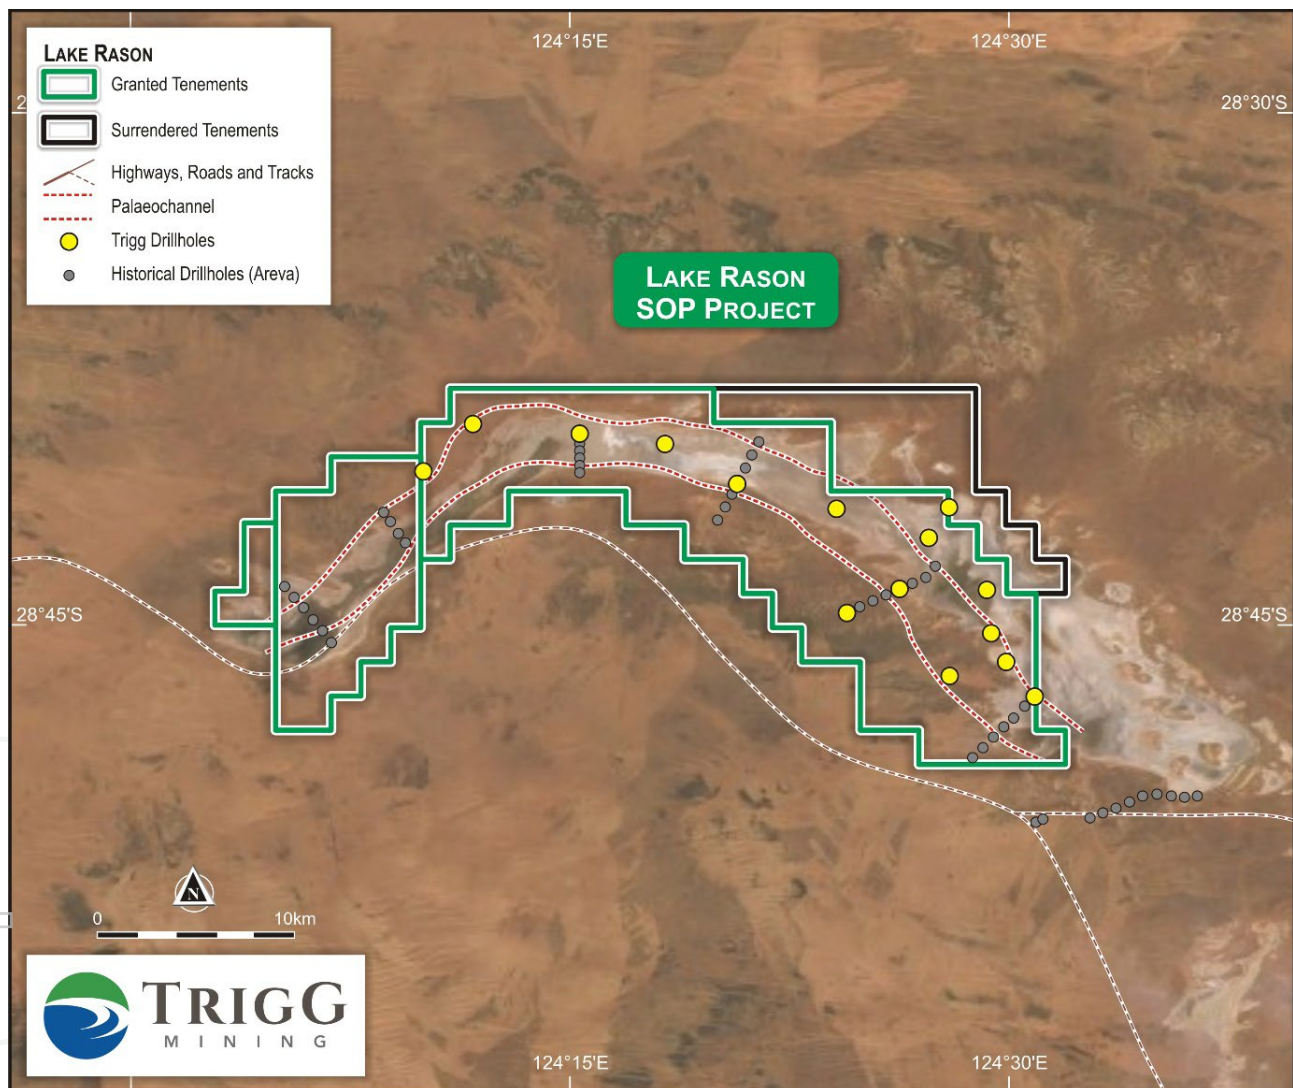 124°15'E
124°30'E
LAKE RASON
Granted Tenements
Surrendered Tenements
Highways, Roads and Tracks
Palaeochannel
Trigg Drillholes
Historical Drillholes (Areva)
2
28°30'S
LAKE RASON
SOP PROJECT
28°45'S
28°45'S
N
0
10km
TRIGG
MINING
124°15'E
124°30'E